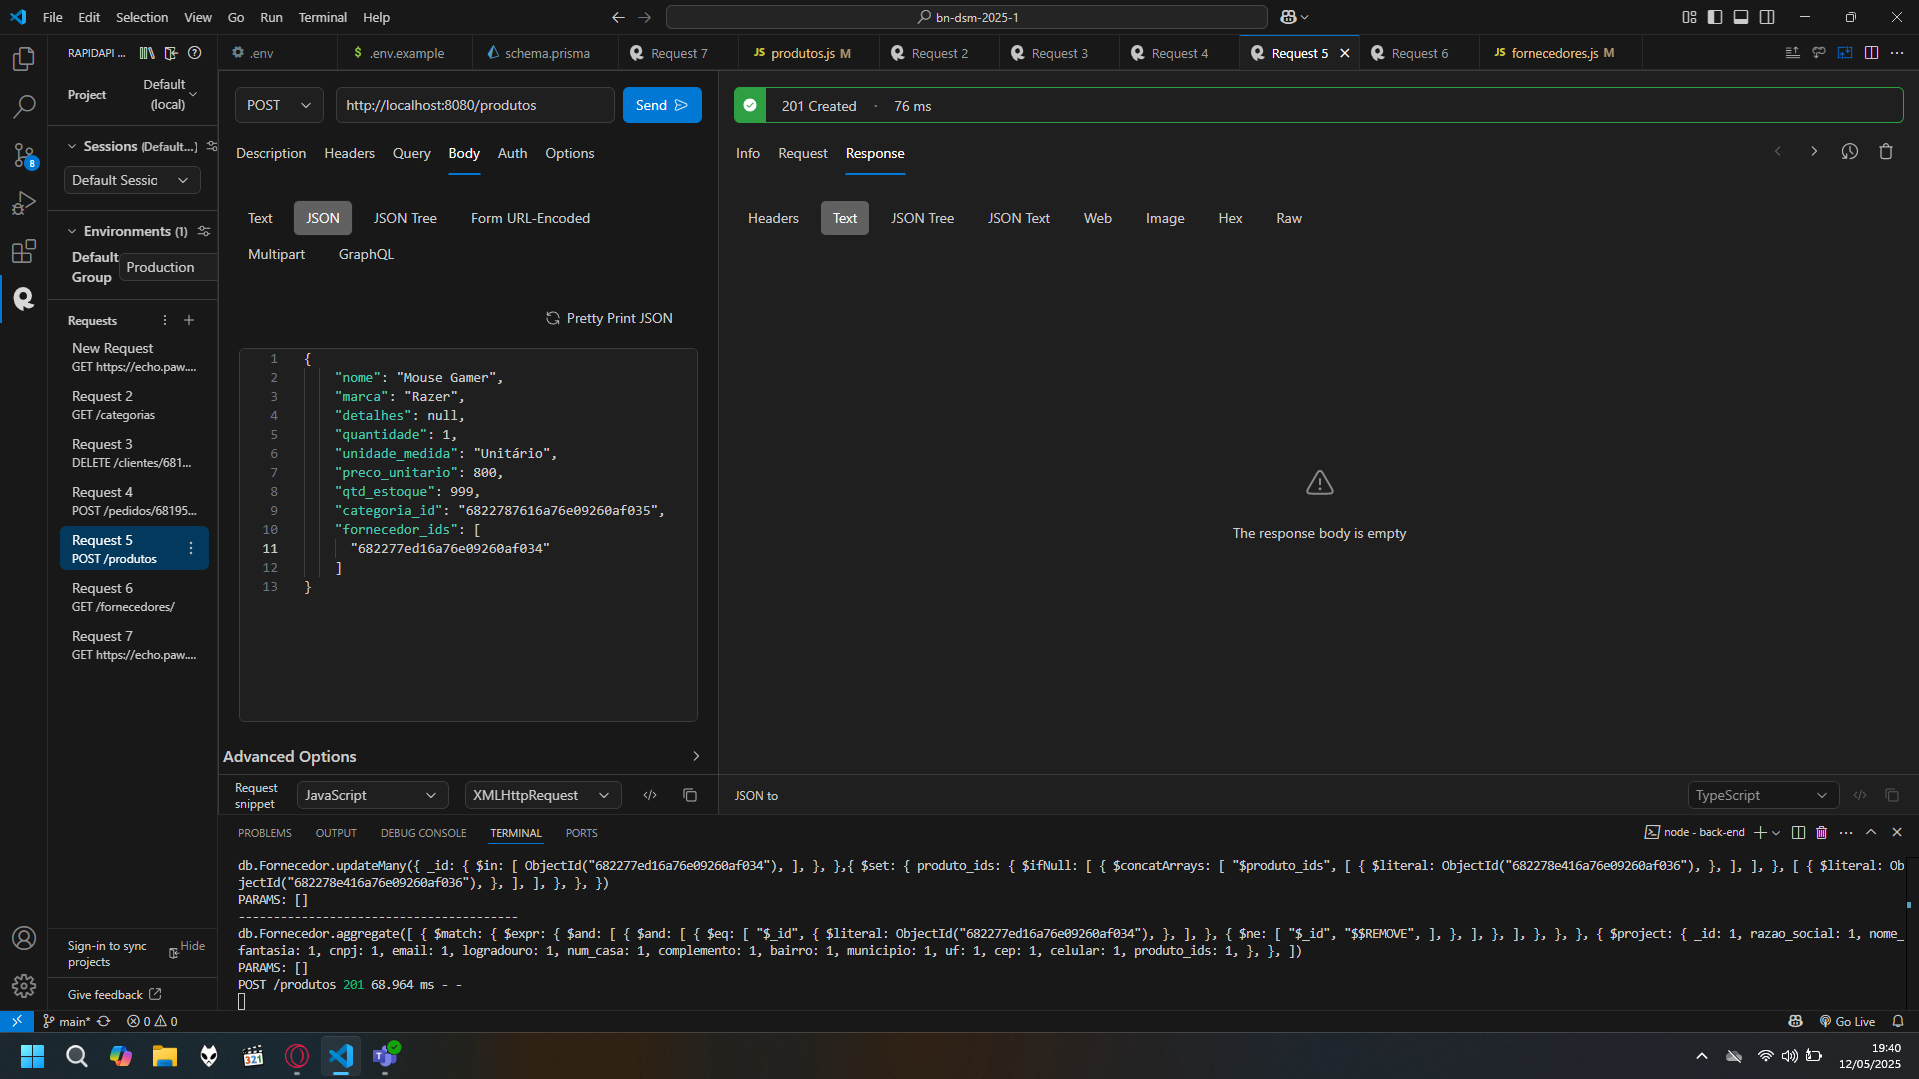 File Edit Selection View Go Run Terminal Help
bn-dsm-2025-1
RAPIDAPI ...
.env
.env.example
schema.prisma
Request 7
JS produtos.js M
Request 2
Request 3
Request 4
Request 5
Request 6
JS fornecedores.js M
Project
Default
(local)
Sessions (Default...)
Default Sessio
Environments (1)
Default
Group
Production
Requests
New Request
GET https://echo.paw....
Request 2
GET /categorias
Request 3
DELETE /clientes/681...
Request 4
POST /pedidos/68195...
Request 5
POST /produtos
Request 6
GET /fornecedores/
Request 7
GET https://echo.paw....
Sign-in to sync
projects
Hide
Give feedback
8
POST
http://localhost:8080/produtos
Send
Description Headers Query Body Auth Options
Text JSON JSON Tree Form URL-Encoded
Multipart GraphQL
Pretty Print JSON
1 {
2 "nome": "Mouse Gamer",
3 "marca": "Razer",
4 "detalhes": null,
5 "quantidade": 1,
6 "unidade_medida": "Unitário",
7 "preco_unitario": 800,
8 "qtd_estoque": 999,
9 "categoria_id": "6822787616a76e09260af035",
10 "fornecedor_ids": [
11 "682277ed16a76e09260af034"
12 ]
13 }
Advanced Options
Request
snippet
JavaScript
XMLHttpRequest
201 Created · 76 ms
Info Request Response
Headers Text JSON Tree JSON Text Web Image Hex Raw
The response body is empty
JSON to
TypeScript
PROBLEMS OUTPUT DEBUG CONSOLE TERMINAL PORTS
node - back-end
db.Fornecedor.updateMany({ _id: { $in: [ ObjectId("682277ed16a76e09260af034"), ], }, },{ $set: { produto_ids: { $ifNull: [ { $concatArrays: [ "$produto_ids", [ { $literal: ObjectId("682278e416a76e09260af036"), }, ], ], }, [ { $literal: Ob
jectId("682278e416a76e09260af036"), }, ], ], }, }, })
PARAMS: []
----------------------------------------
db.Fornecedor.aggregate([ { $match: { $expr: { $and: [ { $and: [ { $eq: [ "$_id", { $literal: ObjectId("682277ed16a76e09260af034"), }, ], }, { $ne: [ "$_id", "$$REMOVE", ], }, ], }, ], }, }, }, { $project: { _id: 1, razao_social: 1, nome_
fantasia: 1, cnpj: 1, email: 1, logradouro: 1, num_casa: 1, complemento: 1, bairro: 1, municipio: 1, uf: 1, cep: 1, celular: 1, produto_ids: 1, }, }, ])
PARAMS: []
POST /produtos 201 68.964 ms - -
main*
0 0
Go Live
321
19:40
12/05/2025